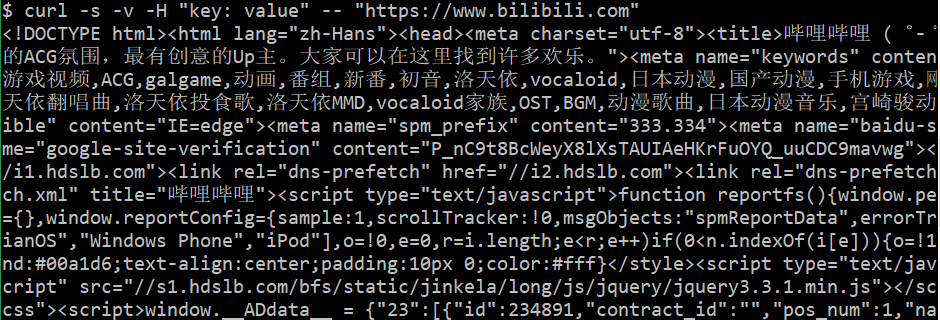 $ curl -s -v -H "key: value" -- "https://www.bilibili.com"
<!DOCTYPE html><html lang="zh-Hans"><head><meta charset="utf-8"><title>哔哩哔哩 ( ゜-゜
的ACG氛围，最有创意的Up主。大家可以在这里找到许多欢乐。"><meta name="keywords" conten
游戏视频,ACG,galgame,动画,番组,新番,初音,洛天依,vocaloid,日本动漫,国产动漫,手机游戏,网
天依翻唱曲,洛天依投食歌,洛天依MMD,vocaloid家族,OST,BGM,动漫歌曲,日本动漫音乐,宫崎骏动
ible" content="IE=edge"><meta name="spm_prefix" content="333.334"><meta name="baidu-s
me="google-site-verification" content="P_nC9t8BcWeyX8lXsTAUIAeHKrFuOYQ_uuCDC9mavwg"><
/i1.hdslb.com"><link rel="dns-prefetch" href="//i2.hdslb.com"><link rel="dns-prefetch
ch.xml" title="哔哩哔哩"><script type="text/javascript">function reportfs(){window.pe
={},window.reportConfig={sample:1,scrollTracker:!0,msgObjects:"spmReportData",errorTr
ianOS","Windows Phone","iPod"],o=!0,e=0,r=i.length;e<r;e++)if(0<n.indexOf(i[e])){o=!1
nd:#00a1d6;text-align:center;padding:10px 0;color:#fff}</style><script type="text/jav
cript" src="//s1.hdslb.com/bfs/static/jinkela/long/js/jquery/jquery3.3.1.min.js"></sc
css"><script>window.__ADdata__ = {"23":[{"id":234891,"contract_id":"","pos_num":1,"na